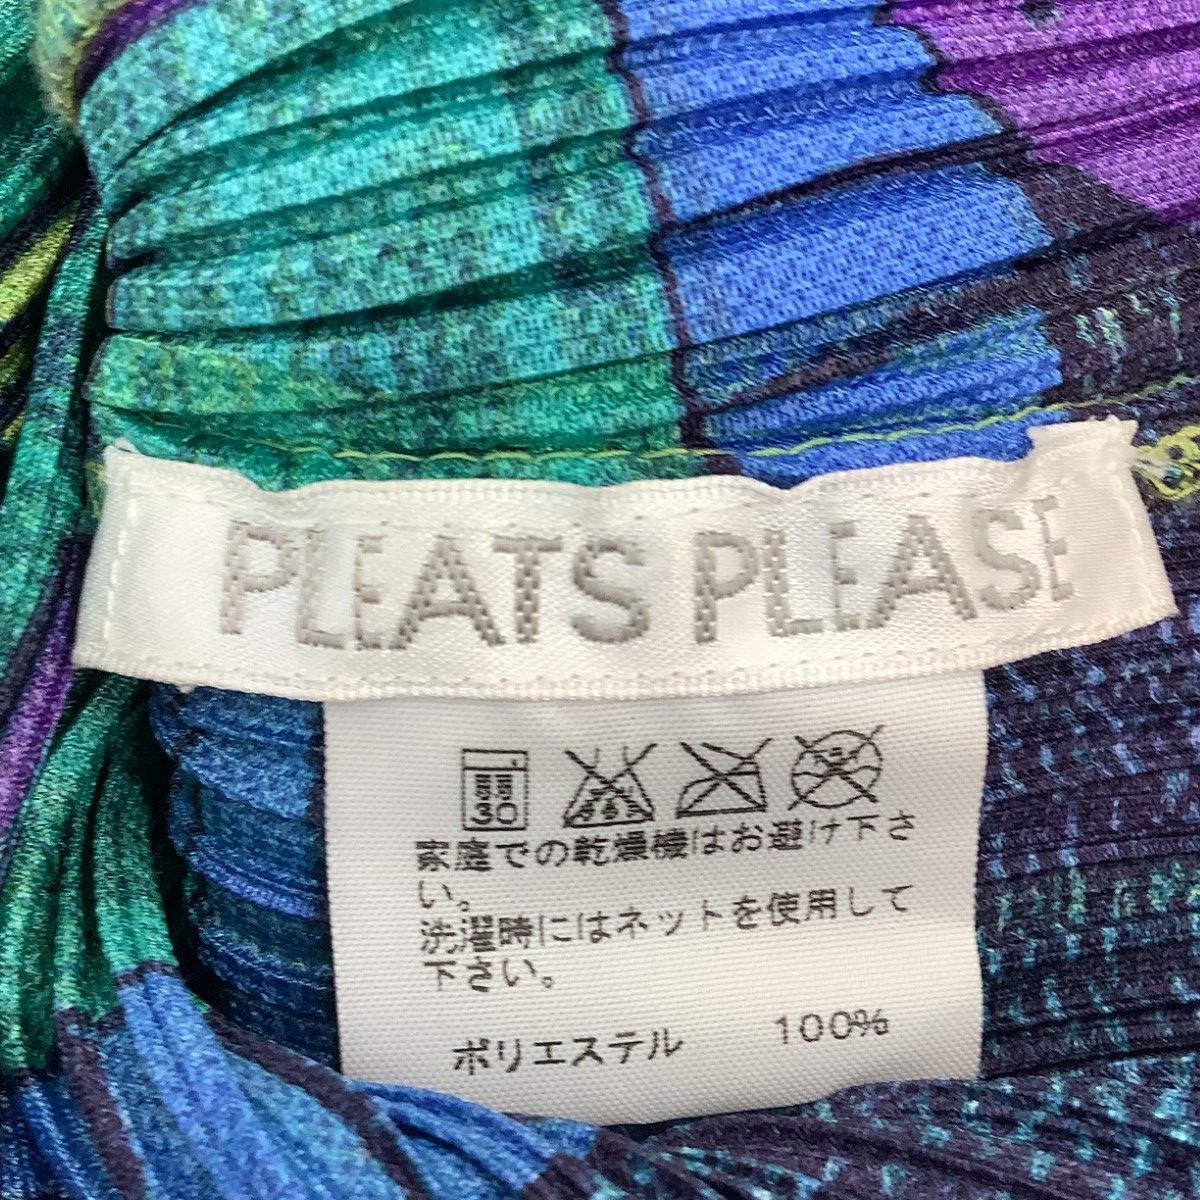 PLEATS PLEASE
30
家庭での乾燥機はお避け下さ
い。
洗濯時にはネットを使用して
下さい。
ポリエステル 100%